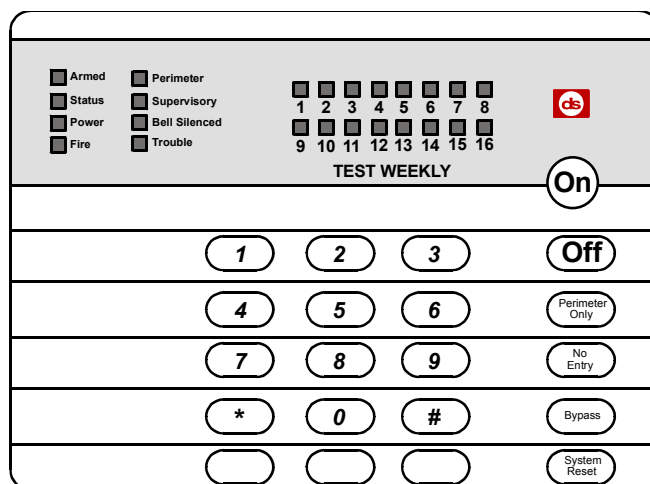 Armed Perimeter
Status Supervisory
Power Bell Silenced
Fire Trouble
1 2 3 4 5 6 7 8
9 10 11 12 13 14 15 16
TEST WEEKLY
ds
On
1 2 3 Off
4 5 6 Perimeter
Only
7 8 9 No
Entry
* 0 # Bypass
System
Reset